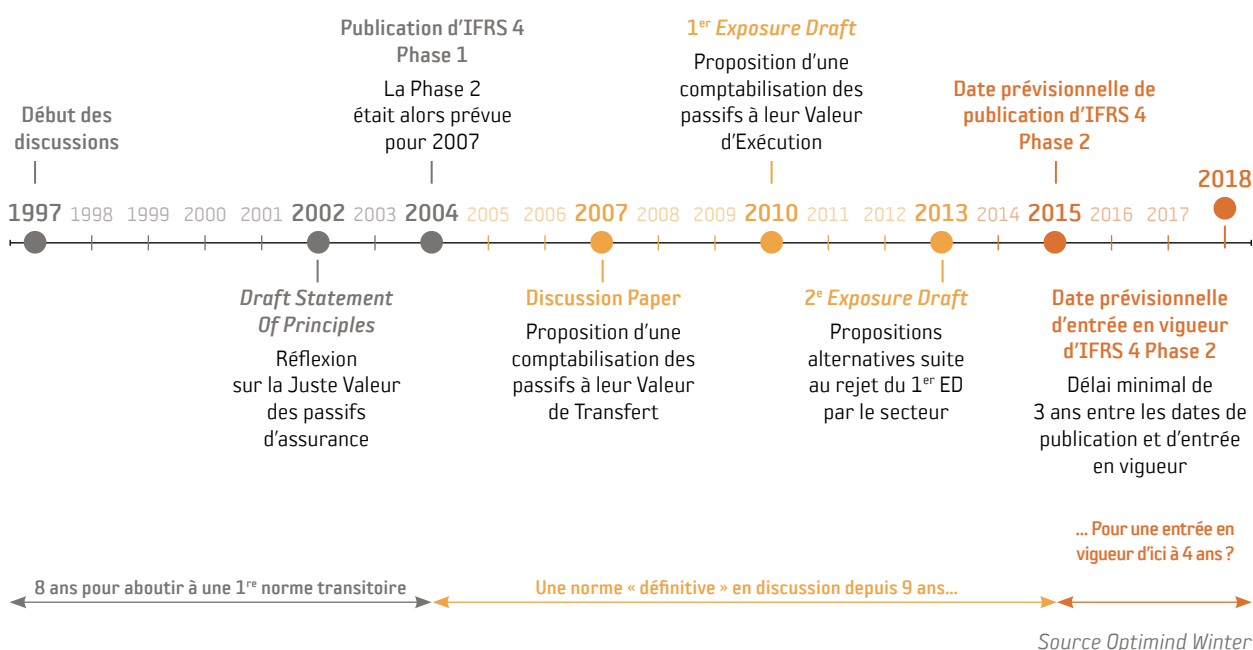 Publication d'IFRS 4
Phase 1
La Phase 2
était alors prévue
pour 2007
1er Exposure Draft
Proposition d'une
comptabilisation des
passifs à leur Valeur
d'Exécution
Début des
discussions
Date prévisionnelle de
publication d'IFRS 4
Phase 2
2018
1997 1998 1999 2000 2001 2002 2003 2004 2005 2006 2007 2008 2009 2010 2011 2012 2013 2014 2015 2016 2017
Draft Statement
Of Principles
Réflexion
sur la Juste Valeur
des passifs
d'assurance
Discussion Paper
Proposition d'une
comptabilisation des
passifs à leur Valeur
de Transfert
2e Exposure Draft
Propositions
alternatives suite
au rejet du 1er ED
par le secteur
Date prévisionnelle
d'entrée en vigueur
d'IFRS 4 Phase 2
Délai minimal de
3 ans entre les dates de
publication et d'entrée
en vigueur
... Pour une entrée en
vigueur d'ici à 4 ans ?
8 ans pour aboutir à une 1re norme transitoire
Une norme « définitive » en discussion depuis 9 ans...
Source Optimind Winter